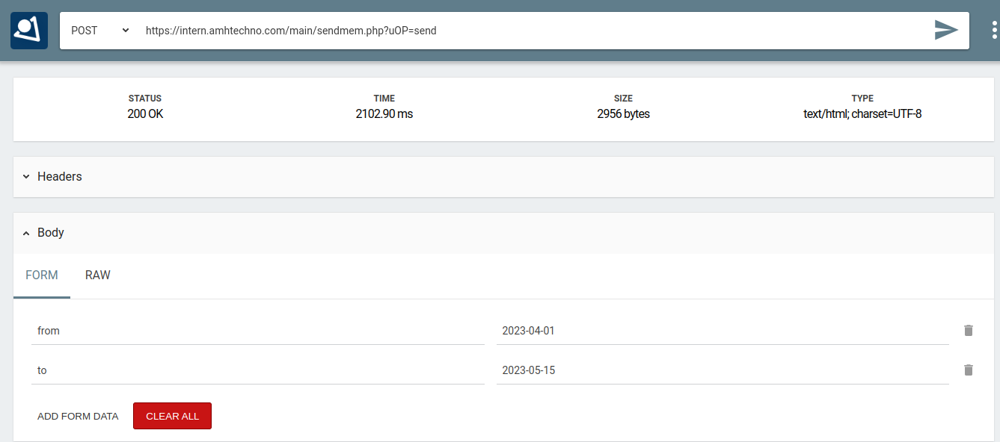 POST https://intern.amhtechno.com/main/sendmem.php?uOP=send
STATUS TIME SIZE TYPE
200 OK 2102.90 ms 2956 bytes text/html; charset=UTF-8
Headers
Body
FORM RAW
from 2023-04-01
to 2023-05-15
ADD FORM DATA CLEAR ALL